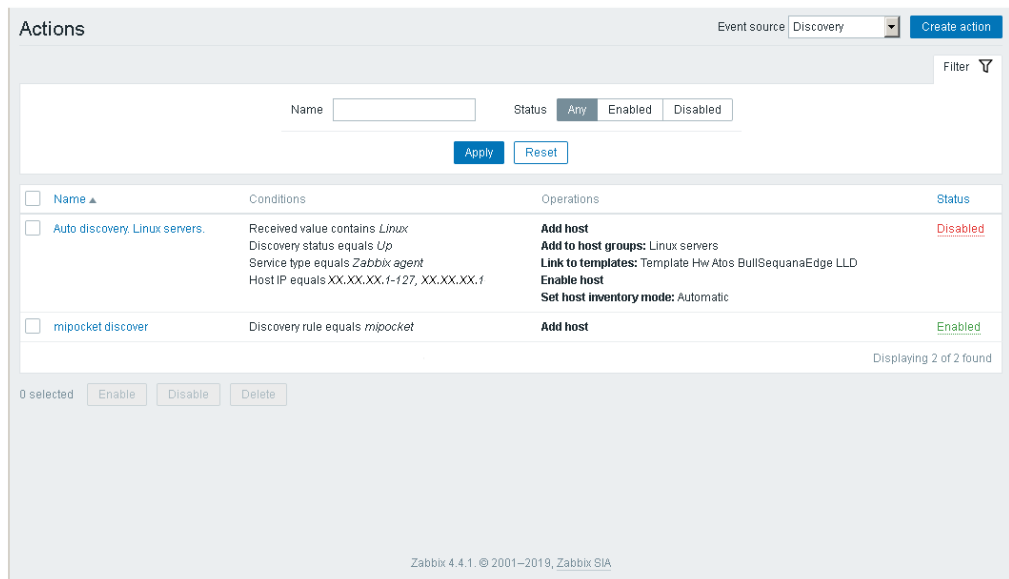 Actions
Event source Discovery Create action
Filter
Name Status Any Enabled Disabled
Apply Reset
Name Conditions Operations Status
Auto discovery. Linux servers. Received value contains Linux Add host Disabled
Discovery status equals Up Add to host groups: Linux servers
Service type equals Zabbix agent Link to templates: Template Hw Atos BullSequanaEdge LLD
Host IP equals XX.XX.XX.1-127, XX.XX.XX.1 Enable host
Set host inventory mode: Automatic
mipocket discover Discovery rule equals mipocket Add host Enabled
Displaying 2 of 2 found
0 selected Enable Disable Delete
Zabbix 4.4.1. © 2001–2019, Zabbix SIA